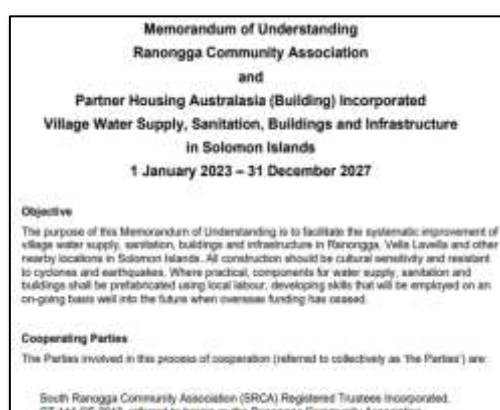 Memorandum of Understanding
Ranongga Community Association
and
Partner Housing Australasia (Building) Incorporated
Village Water Supply, Sanitation, Buildings and Infrastructure
in Solomon Islands
1 January 2023 – 31 December 2027
Objective
The purpose of this Memorandum of Understanding is to facilitate the systematic improvement of
village water supply, sanitation, buildings and infrastructure in Ranongga, Vella Lavella and other
nearby locations in Solomon Islands. All construction should be cultural sensitivity and resistant
to cyclones and earthquakes. Where practical, components for water supply, sanitation and
buildings shall be prefabricated using local labour, developing skills that will be employed on an
on-going basis well into the future when overseas funding has ceased.
Cooperating Parties
The Parties involved in this process of cooperation (referred to collectively as 'the Parties') are:
South Ranogga Community Association (SRCA) Registered Trustees Incorporated,